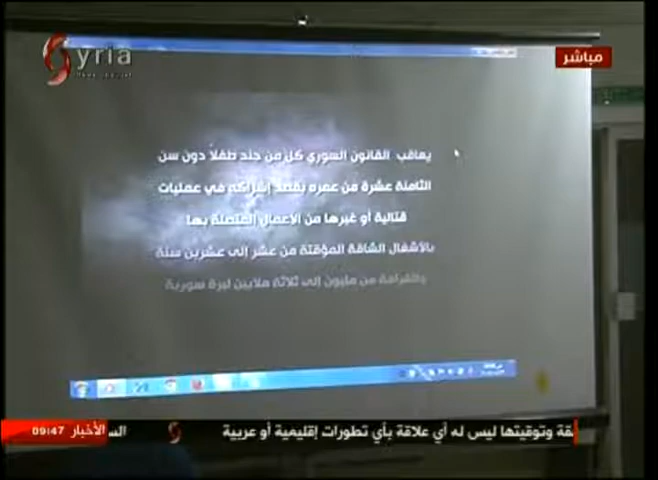 Syria
مباشر
يعاقب القانون السوري كل من جند طفلاً دون سن
الثامنة عشرة من عمره بقصد إشراكه في عمليات
قتالية أو غيرها من الأعمال المتصلة بها
بالأشغال الشاقة المؤقتة من عشر إلى عشرين سنة
والغرامة من مليون إلى ثلاثة ملايين ليرة سورية
قة وتوقيتها ليس له أي علاقة بأي تطورات إقليمية أو عربية
الأخبار 09:47